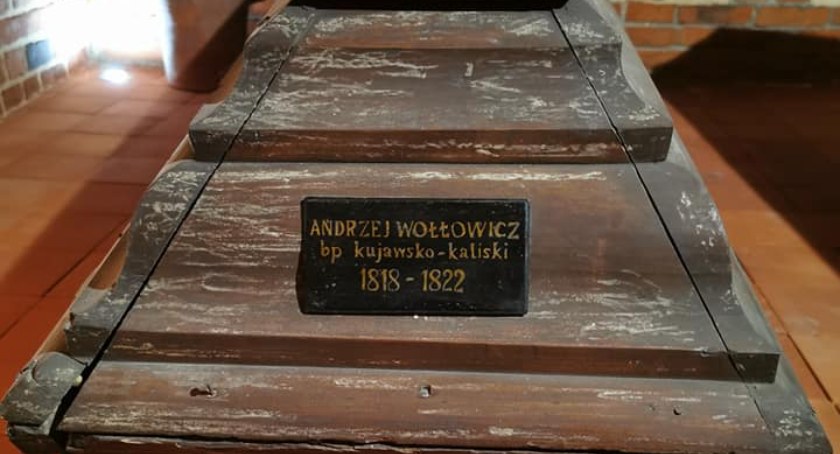 ANDRZEJ WOŁŁOWICZ
bp kujawsko-kaliski
1818 - 1822